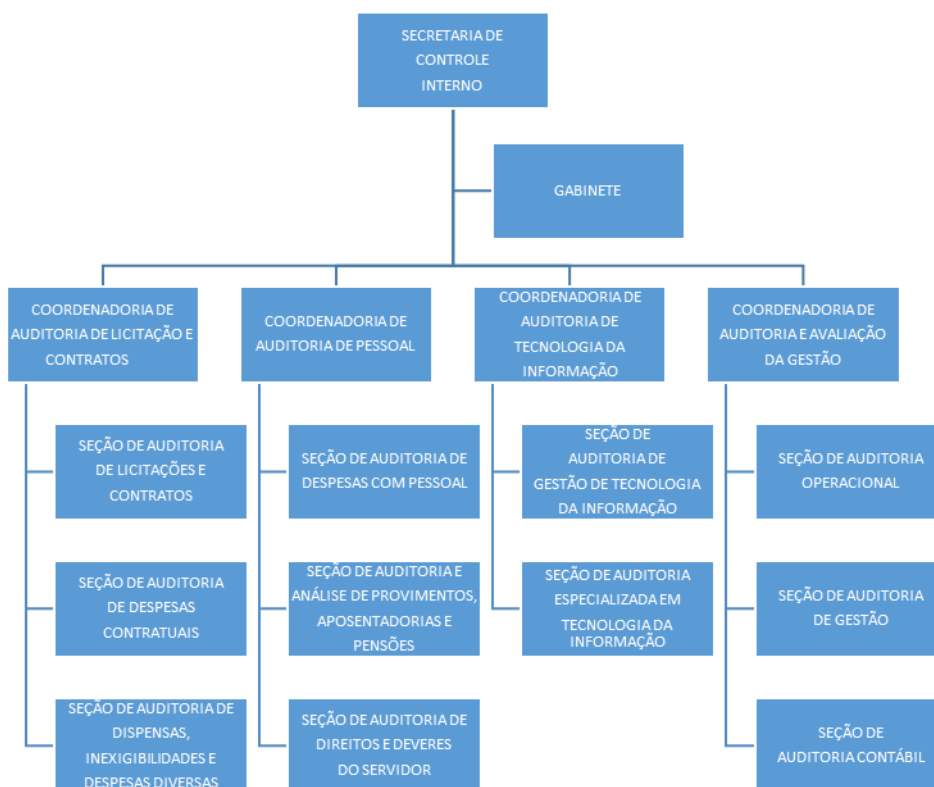 SECRETARIA DE
CONTROLE
INTERNO
GABINETE
COORDENADORIA DE
AUDITORIA DE LICITAÇÃO E
CONTRATOS
COORDENADORIA DE
AUDITORIA DE PESSOAL
COORDENADORIA DE
AUDITORIA DE
TECNOLOGIA DA
INFORMAÇÃO
COORDENADORIA DE
AUDITORIA E AVALIAÇÃO
DA GESTÃO
SEÇÃO DE AUDITORIA
DE LICITAÇÕES E
CONTRATOS
SEÇÃO DE AUDITORIA DE
DESPESAS COM PESSOAL
SEÇÃO DE
AUDITORIA DE
GESTÃO DE TECNOLOGIA
DA INFORMAÇÃO
SEÇÃO DE AUDITORIA
OPERACIONAL
SEÇÃO DE AUDITORIA
DE DESPESAS
CONTRATUAIS
SEÇÃO DE AUDITORIA E
ANÁLISE DE PROVIMENTOS,
APOSENTADORIAS E
PENSÕES
SEÇÃO DE AUDITORIA
ESPECIALIZADA EM
TECNOLOGIA DA
INFORMAÇÃO
SEÇÃO DE AUDITORIA
DE GESTÃO
SEÇÃO DE AUDITORIA DE
DISPENSAS,
INEXIGIBILIDADES E
DESPESAS DIVERSAS
SEÇÃO DE AUDITORIA DE
DIREITOS E DEVERES
DO SERVIDOR
SEÇÃO DE
AUDITORIA CONTÁBIL